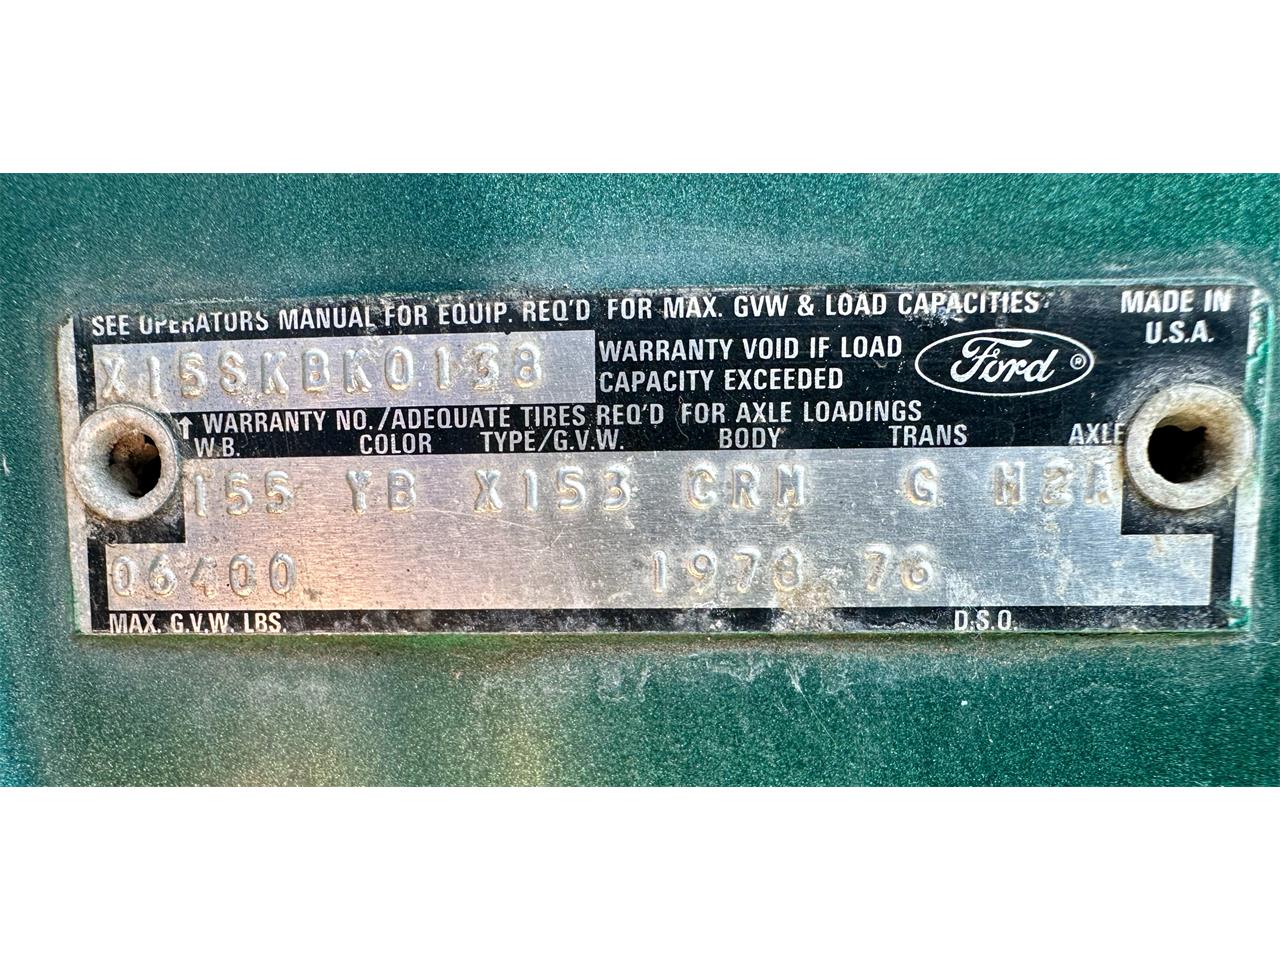 SEE OPERATORS MANUAL FOR EQUIP. REQ'D FOR MAX. GVW & LOAD CAPACITIES.
MADE IN
U.S.A.
X15SKBK0138
WARRANTY VOID IF LOAD
CAPACITY EXCEEDED
Ford ®
↑ WARRANTY NO./ADEQUATE TIRES REQ'D FOR AXLE LOADINGS
W.B. COLOR TYPE/G.V.W. BODY TRANS AXLE
155 YB X153 CRM G M2A
06400 1978 76
MAX. G.V.W. LBS. D.S.O.